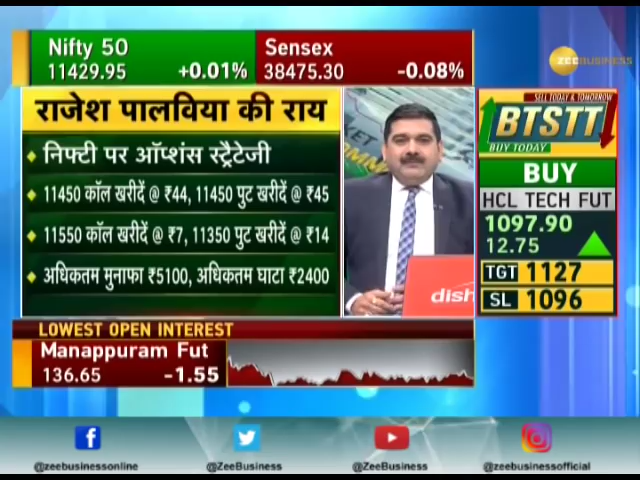 Nifty 50
11429.95 +0.01%
Sensex
38475.30 -0.08%
ZEE BUSINESS
राजेश पालविया की राय
निफ्टी पर ऑप्शंस स्ट्रैटेजी
11450 कॉल खरीदें @ ₹44, 11450 पुट खरीदें @ ₹45
11550 कॉल खरीदें @ ₹7, 11350 पुट खरीदें @ ₹14
अधिकतम मुनाफा ₹5100, अधिकतम घाटा ₹2400
dish
SELL TODAY & TOMORROW
BTSTT
BUY TODAY
BUY
HCL TECH FUT
1097.90
12.75
TGT 1127
SL 1096
LOWEST OPEN INTEREST
Manappuram Fut
136.65 -1.55
@zeebusinessonline
@ZeeBusiness
@ZeeBusiness
@zeebusinessofficial